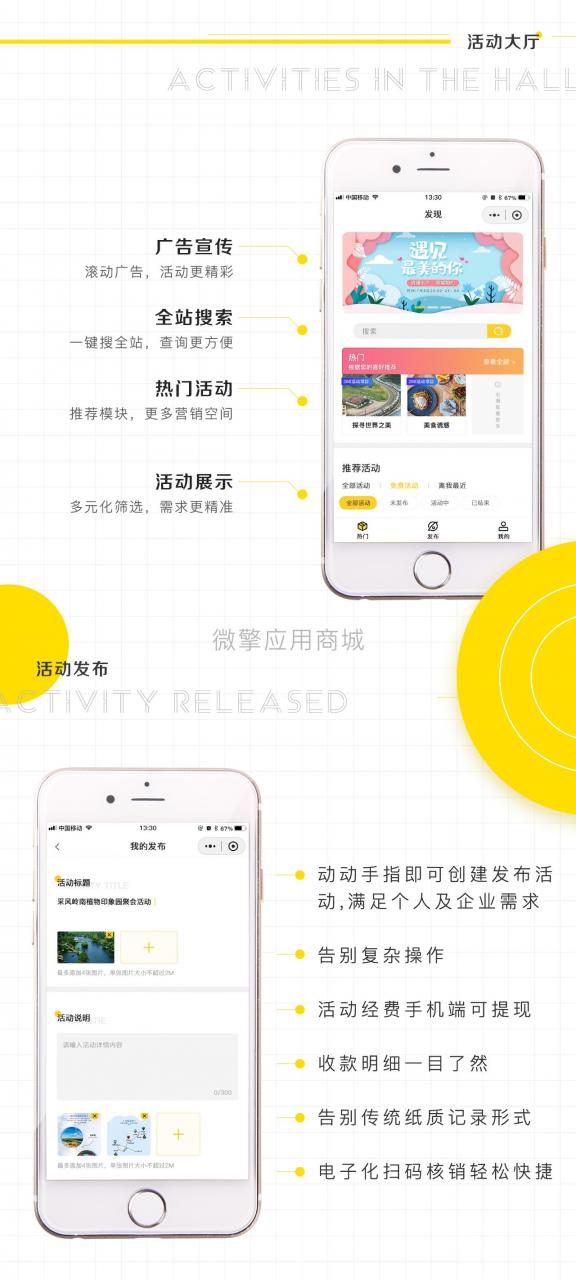 活动大厅
ACTIVITIES IN THE HALL
中国移动
13:30
67%
发现
遇见
最美的你
搜索
热门
根据您的喜好推荐
查看全部 >
探寻世界之美
美食诱惑
推荐活动
全部活动
免费活动
离我最近
全部活动
未发布
活动中
已结束
热门
发布
我的
广告宣传
滚动广告，活动更精彩
全站搜索
一键搜全站，查询更方便
热门活动
推荐模块，更多营销空间
活动展示
多元化筛选，需求更精准
微擎应用商城
活动发布
ACTIVITY RELEASED
中国移动
13:30
67%
我的发布
活动标题
采风岭南植物印象园聚会活动
最多添加4张图片，单张图片大小不超过2M
活动说明
请输入活动详情内容
0/300
最多添加4张图片，单张图片大小不超过2M
动动手指即可创建发布活
动,满足个人及企业需求
告别复杂操作
活动经费手机端可提现
收款明细一目了然
告别传统纸质记录形式
电子化扫码核销轻松快捷